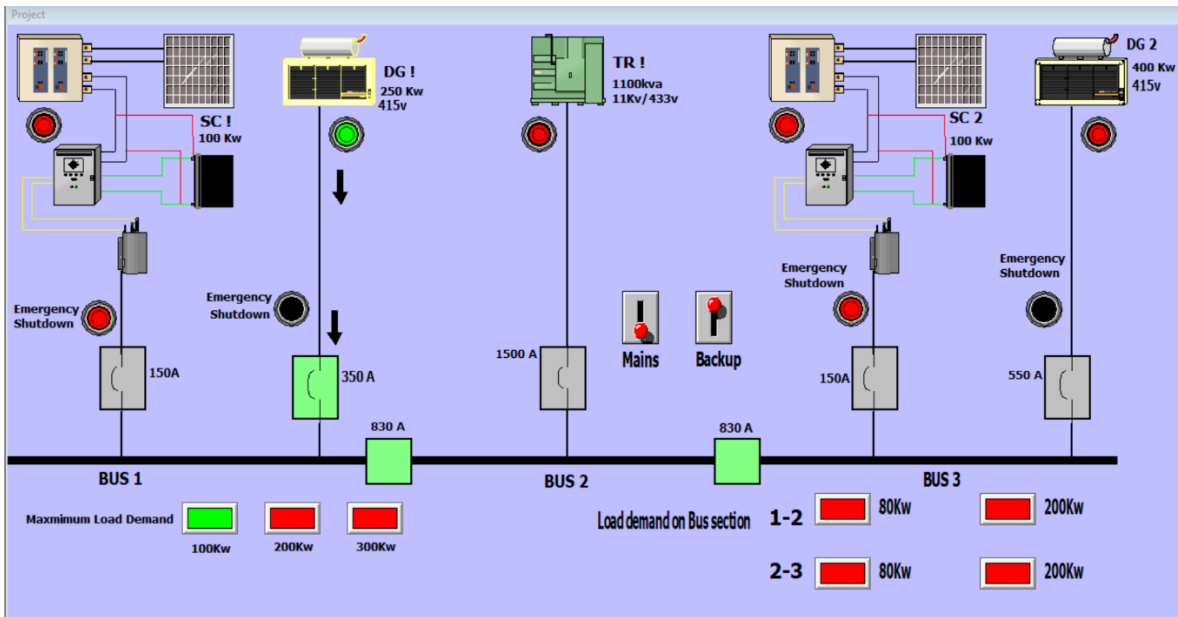 Project
SC !
100 Kw
DG !
250 Kw
415v
TR !
1100kva
11Kv/433v
SC 2
100 Kw
DG 2
400 Kw
415v
Emergency
Shutdown
Emergency
Shutdown
Emergency
Shutdown
Emergency
Shutdown
Mains
Backup
150A
350 A
1500 A
150A
550 A
830 A
830 A
BUS 1
BUS 2
BUS 3
Maxmimum Load Demand
100Kw
200Kw
300Kw
Load demand on Bus section
1-2
80Kw
200Kw
2-3
80Kw
200Kw